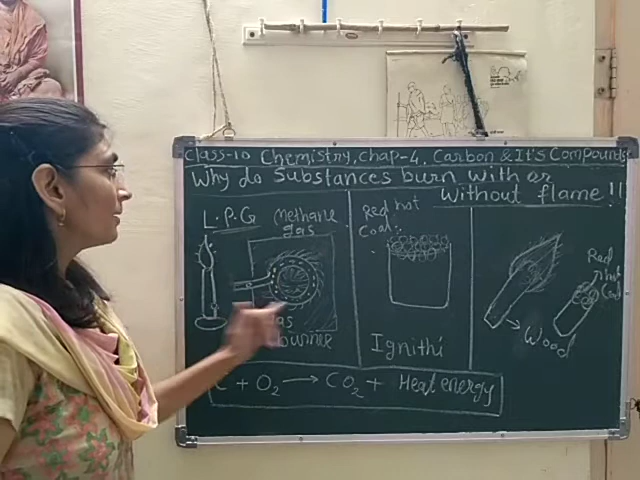 Class-10 Chemistry, chap-4. Carbon & It's Compounds
Why do Substances burn with or
Without flame!!
L.P.G Methane
gas
gas
burnne
Red hot
Coal
Ignithi
Wood
Red
hot
Coal
C + O₂ ⟶ CO₂ + Heat energy